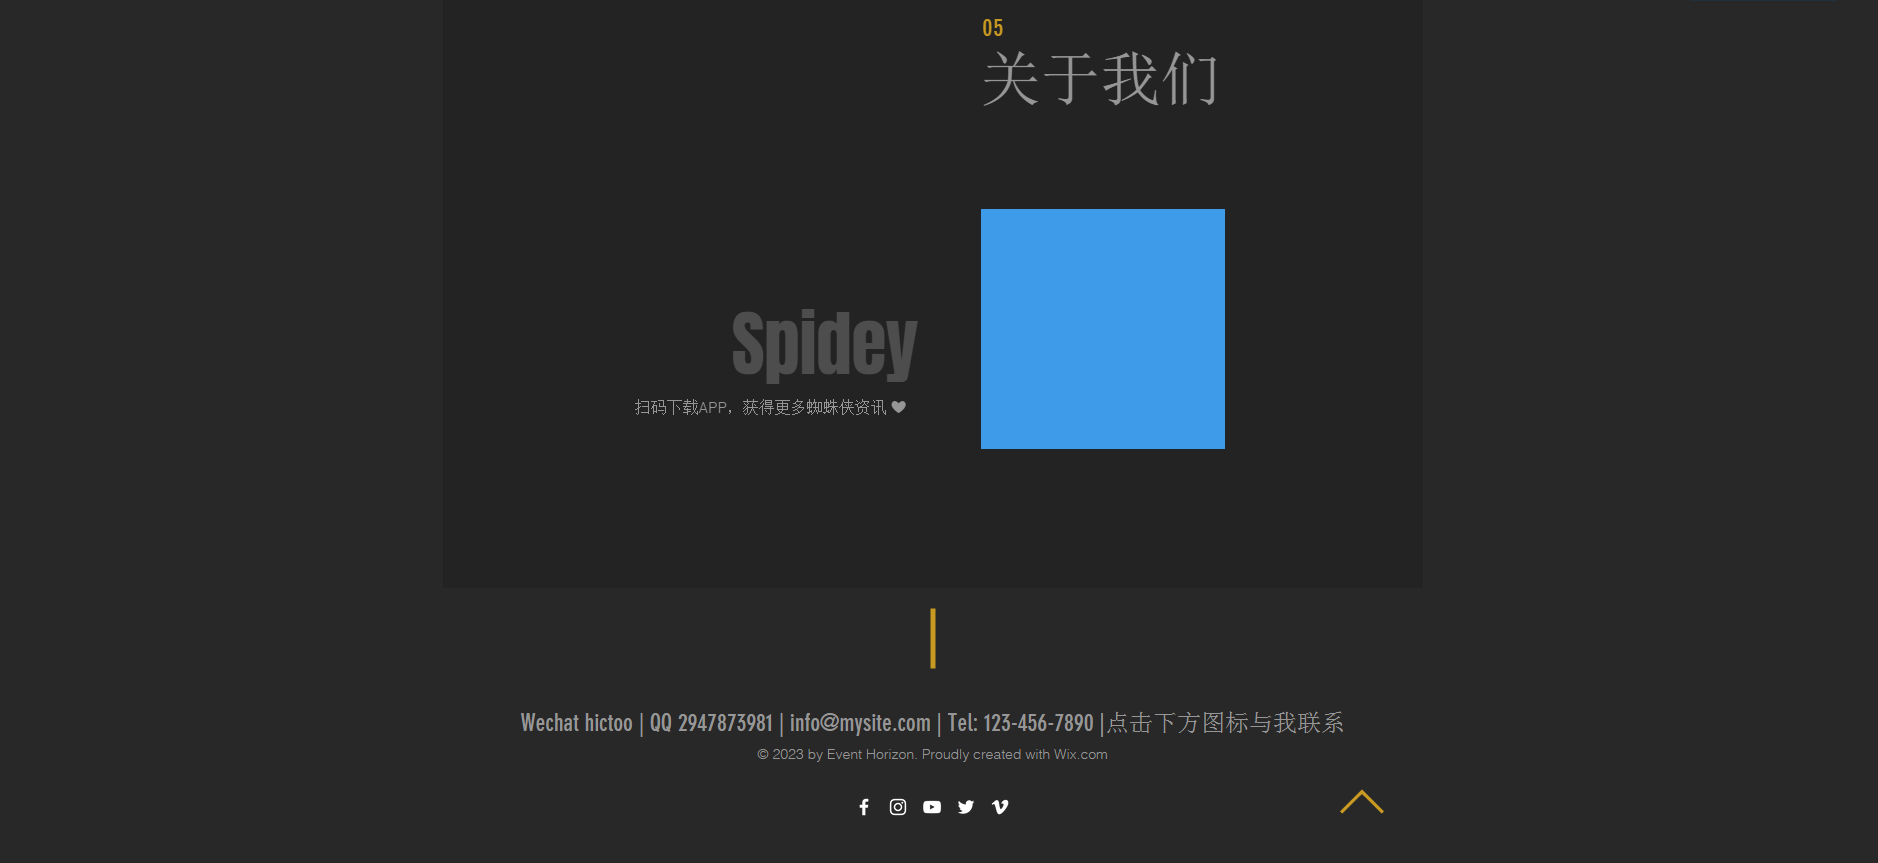 05
关于我们
Spidey
扫码下载APP，获得更多蜘蛛侠资讯 ❤
Wechat hictoo | QQ 2947873981 | info@mysite.com | Tel: 123-456-7890 |点击下方图标与我联系
© 2023 by Event Horizon. Proudly created with Wix.com